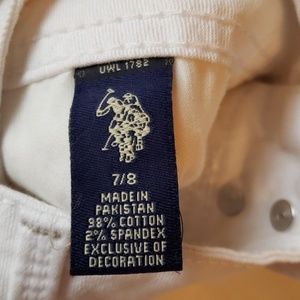 UWL 1782
7/8
MADE IN
PAKISTAN
98% COTTON
2% SPANDEX
EXCLUSIVE OF
DECORATION